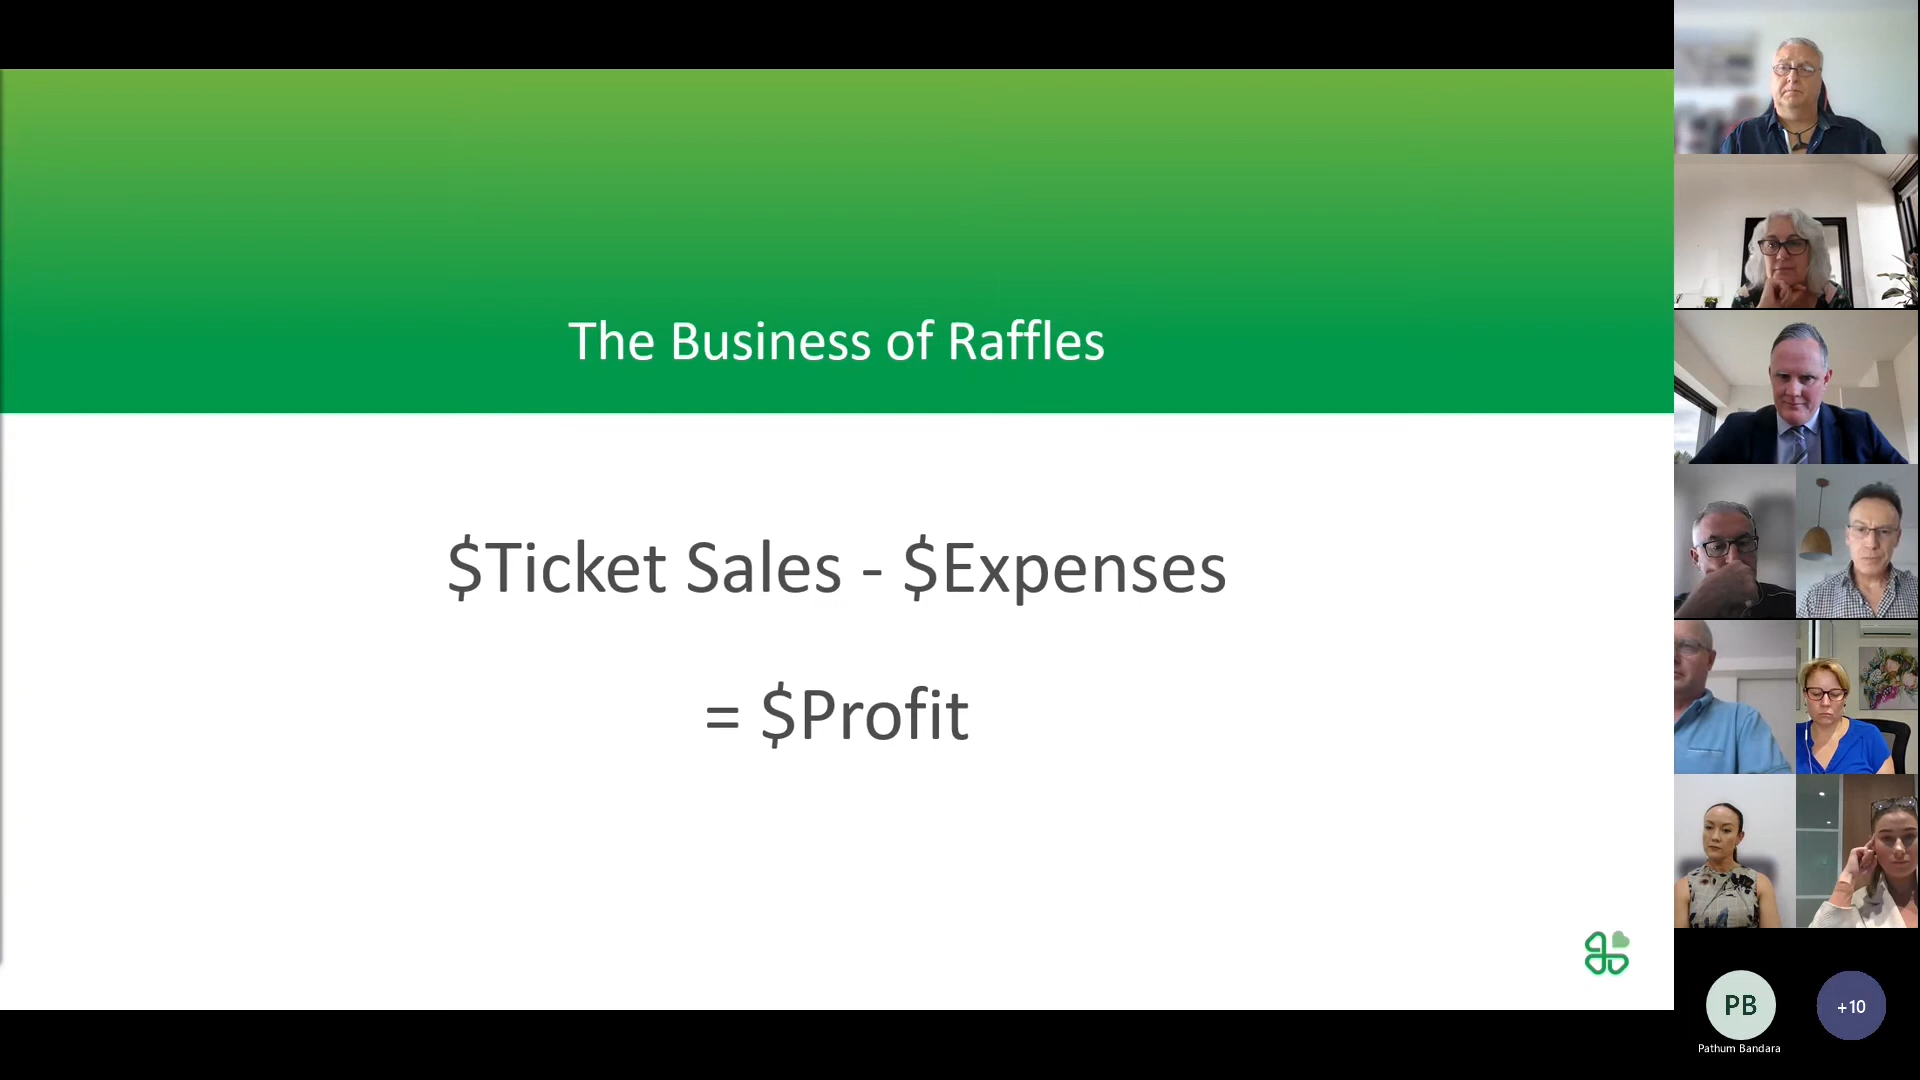 The Business of Raffles
$Ticket Sales - $Expenses
= $Profit
PB
+10
Pathum Bandara